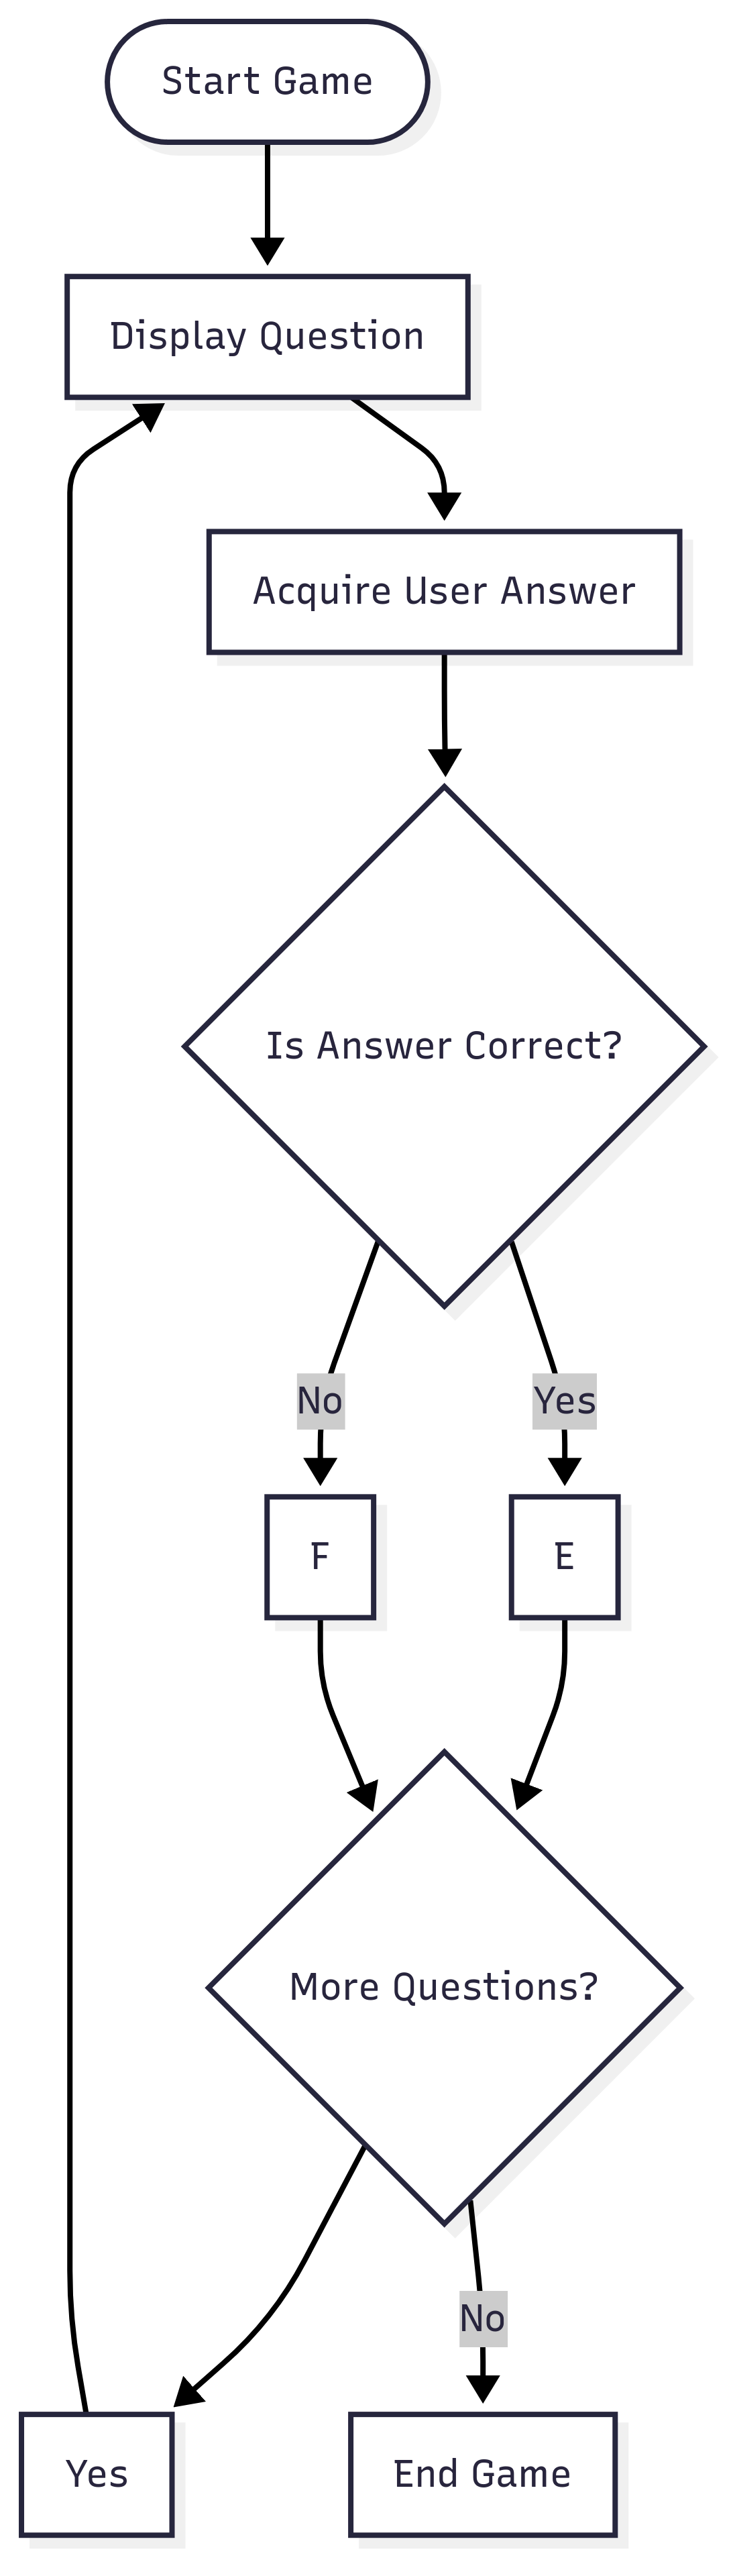 Start Game
Display Question
Acquire User Answer
Is Answer Correct?
No
Yes
F
E
More Questions?
No
Yes
End Game